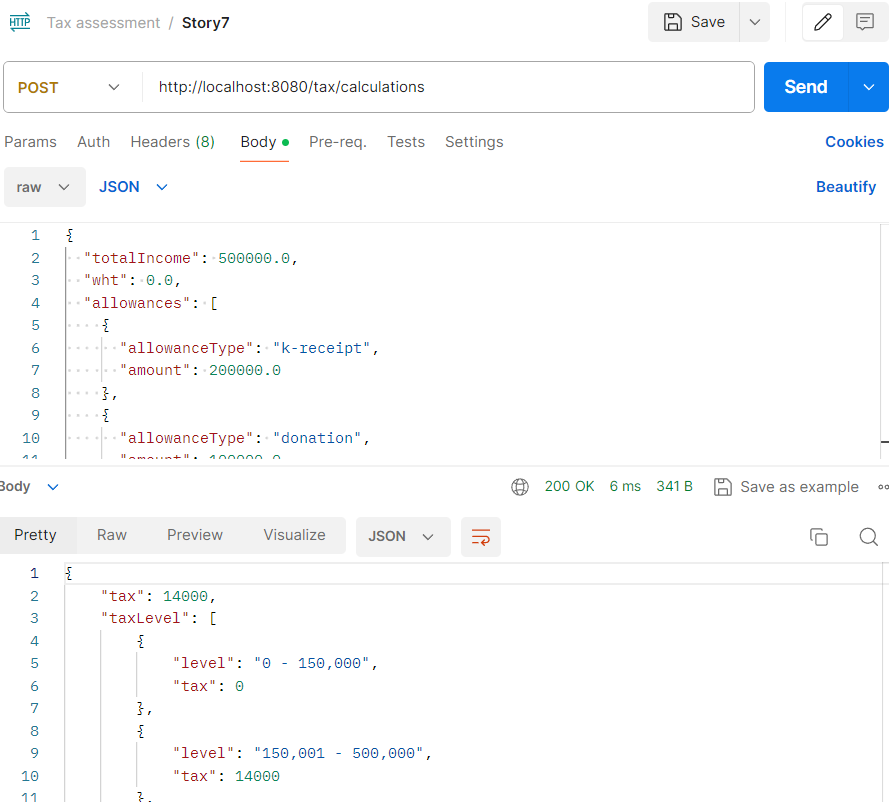 HTTP Tax assessment / Story7 Save
POST http://localhost:8080/tax/calculations Send
Params Auth Headers (8) Body Pre-req. Tests Settings Cookies
raw JSON Beautify
1 {
2 "totalIncome": 500000.0,
3 "wht": 0.0,
4 "allowances": [
5 {
6 "allowanceType": "k-receipt",
7 "amount": 200000.0
8 },
9 {
10 "allowanceType": "donation",
11 "amount": 100000.0
Body 200 OK 6 ms 341 B Save as example
Pretty Raw Preview Visualize JSON
1 {
2 "tax": 14000,
3 "taxLevel": [
4 {
5 "level": "0 - 150,000",
6 "tax": 0
7 },
8 {
9 "level": "150,001 - 500,000",
10 "tax": 14000
11 },